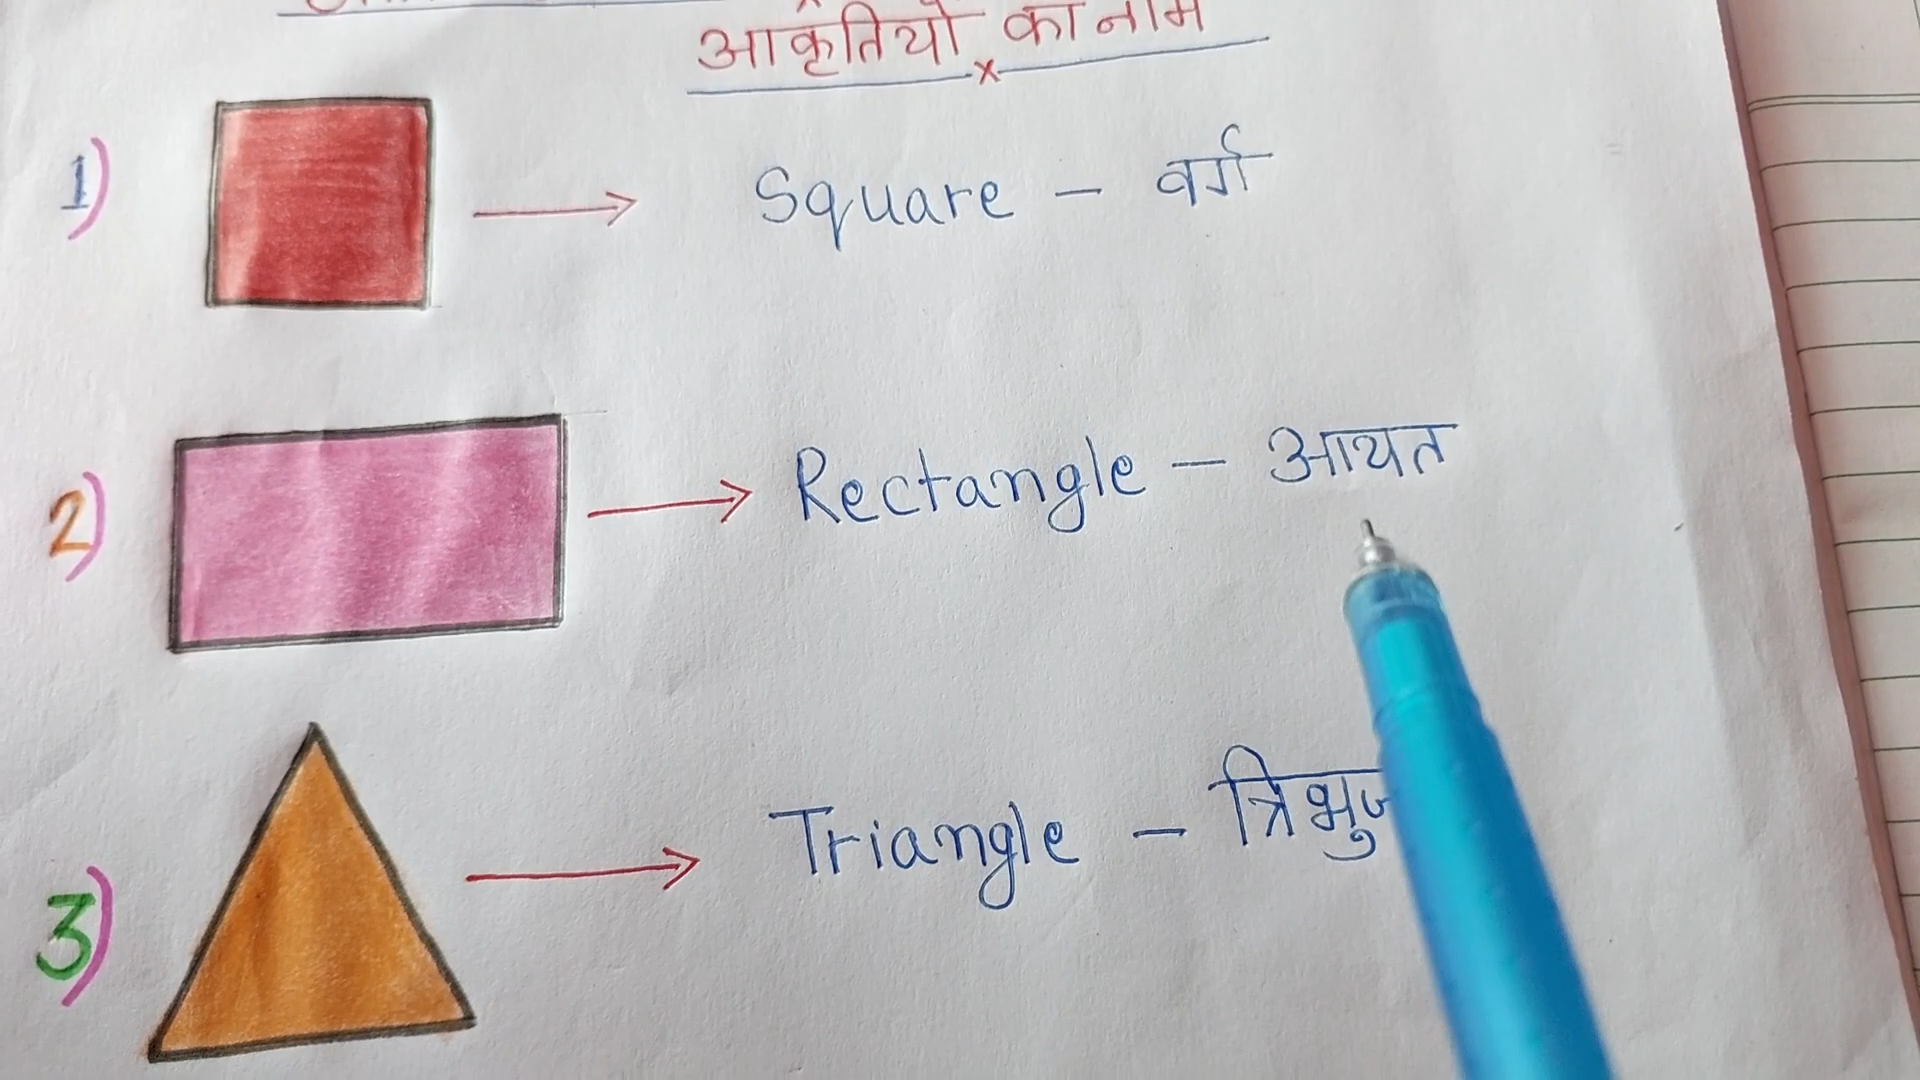 आकृतियों का नाम
1) Square - वर्ग
2) Rectangle - आयत
3) Triangle -